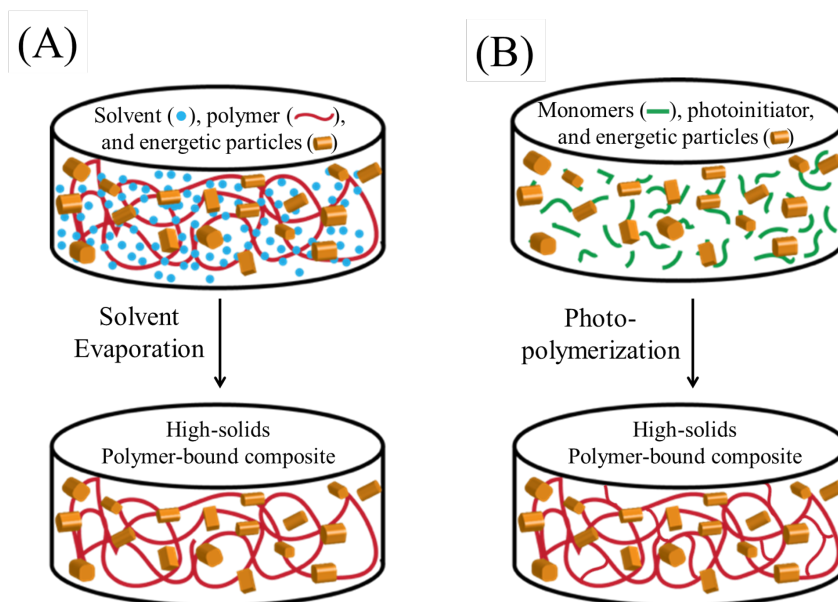 (A)
Solvent ( ), polymer ( ),
and energetic particles ( )
Solvent
Evaporation
High-solids
Polymer-bound composite
(B)
Monomers ( ), photoinitiator,
and energetic particles ( )
Photo-
polymerization
High-solids
Polymer-bound composite